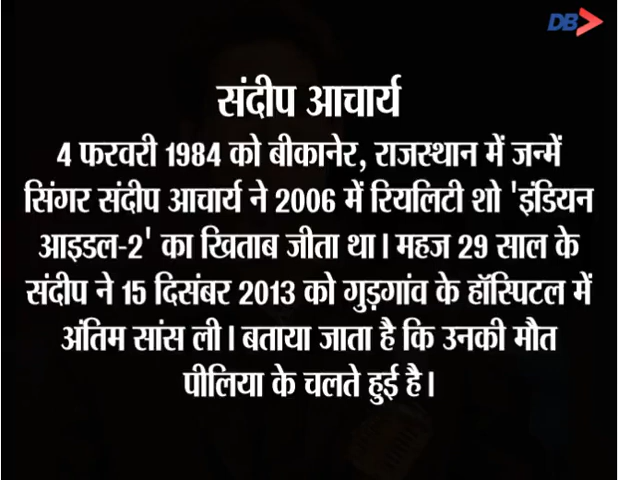 DB
संदीप आचार्य
4 फरवरी 1984 को बीकानेर, राजस्थान में जन्में
सिंगर संदीप आचार्य ने 2006 में रियलिटी शो 'इंडियन
आइडल-2' का खिताब जीता था। महज 29 साल के
संदीप ने 15 दिसंबर 2013 को गुड़गांव के हॉस्पिटल में
अंतिम सांस ली। बताया जाता है कि उनकी मौत
पीलिया के चलते हुई है।